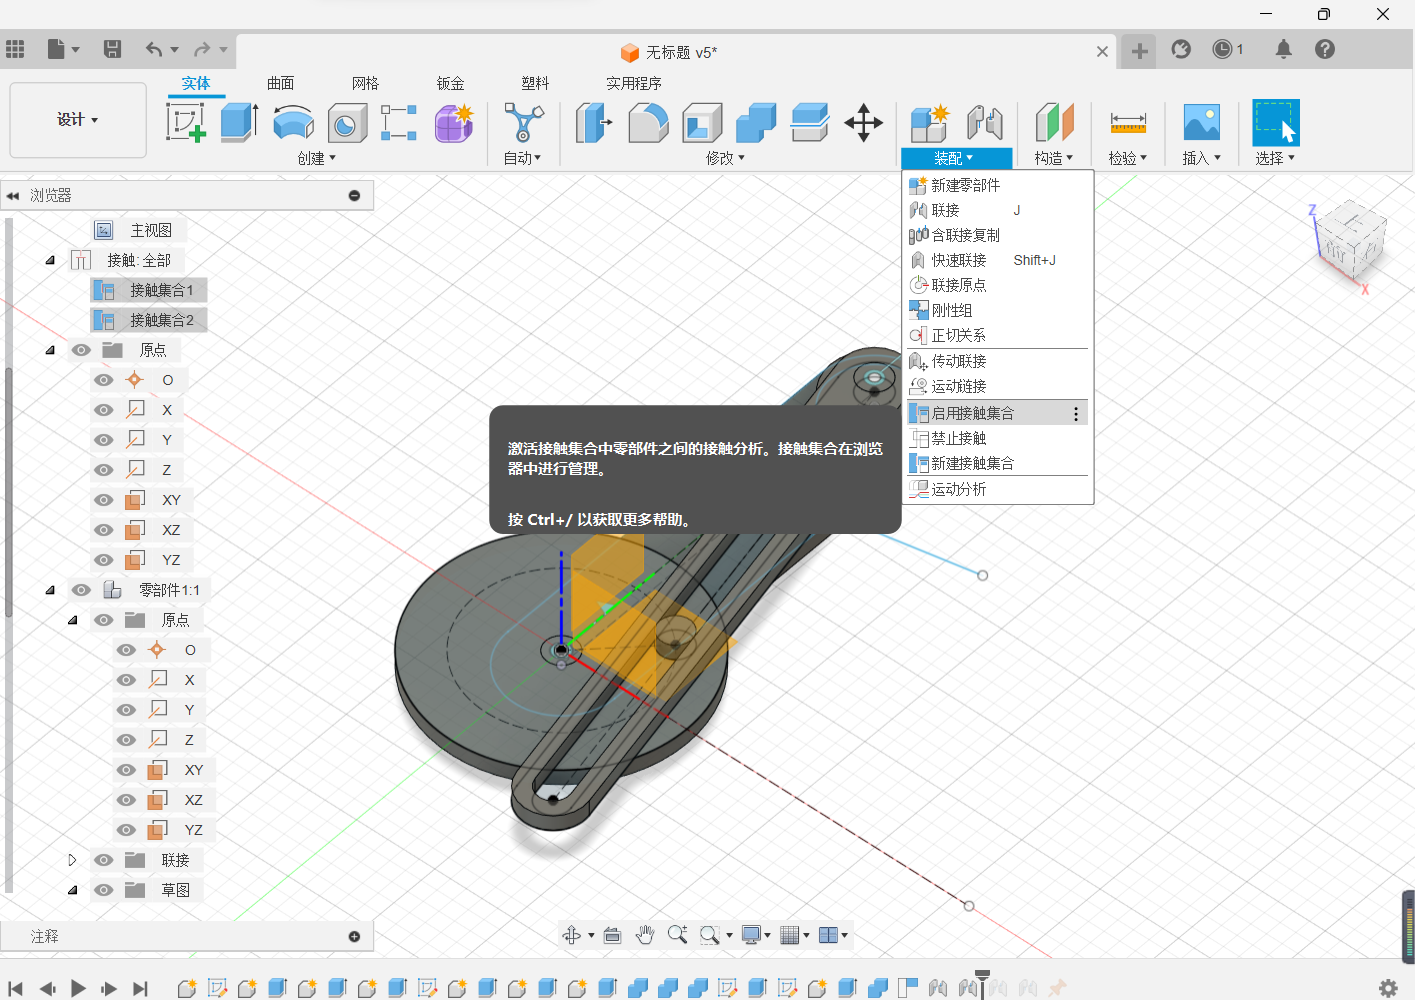 无标题 v5*
1
设计
实体
曲面
网格
钣金
塑料
实用程序
创建
自动
修改
装配
构造
检验
插入
选择
浏览器
主视图
接触: 全部
接触集合1
接触集合2
原点
O
X
Y
Z
XY
XZ
YZ
零部件1:1
原点
O
X
Y
Z
XY
XZ
YZ
联接
草图
注释
新建零部件
联接 J
含联接复制
快速联接 Shift+J
联接原点
刚性组
正切关系
传动联接
运动链接
启用接触集合
禁止接触
新建接触集合
运动分析
激活接触集合中零部件之间的接触分析。接触集合在浏览
器中进行管理。
按 Ctrl+/ 以获取更多帮助。
Z
X